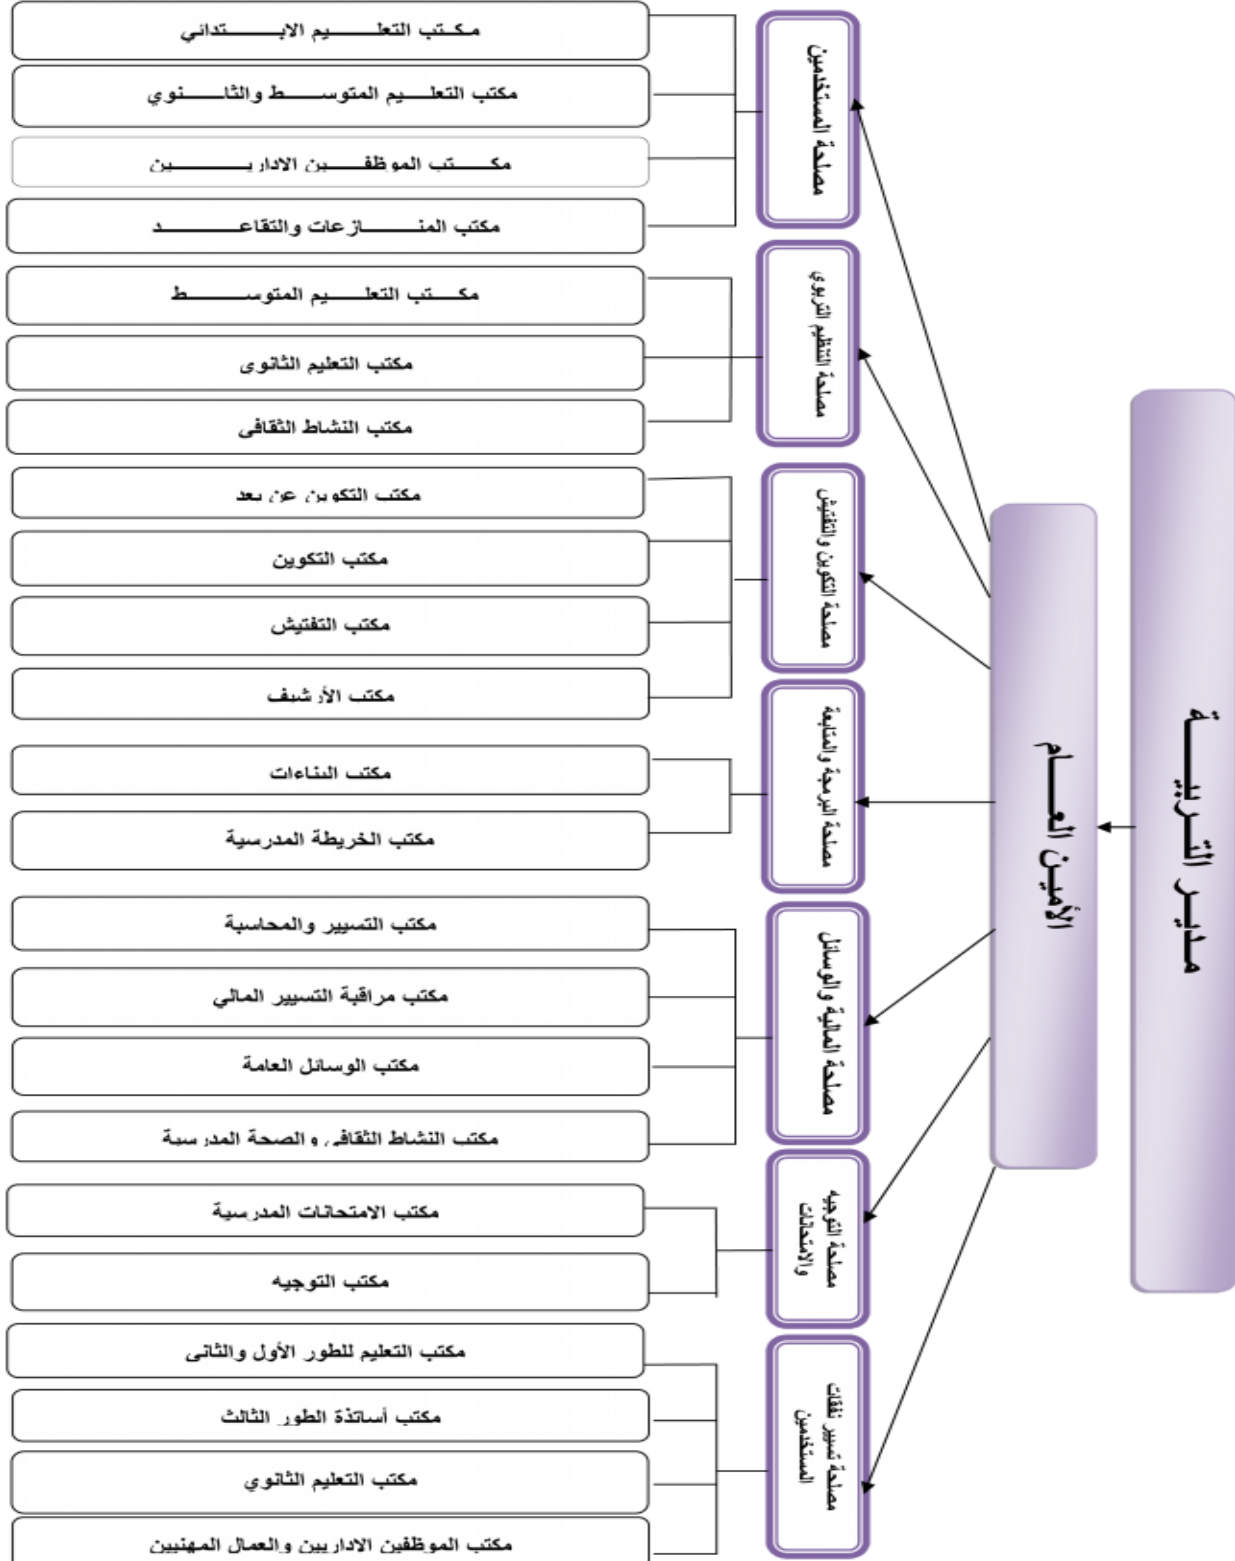 مدير التربية
الأمين العام
مصلحة المستخدمين
مكتب التعليم الابتدائي
مكتب التعليم المتوسط والثانوي
مكتب الموظفين الاداريين
مكتب المنازعات والتقاعد
مصلحة التنظيم التربوي
مكتب التعليم المتوسط
مكتب التعليم الثانوي
مكتب النشاط الثقافي
مصلحة التكوين والتفتيش
مكتب التكوين عن بعد
مكتب التكوين
مكتب التفتيش
مكتب الأرشيف
مصلحة البرمجة والمتابعة
مكتب البناءات
مكتب الخريطة المدرسية
مصلحة المالية والوسائل
مكتب التسيير والمحاسبة
مكتب مراقبة التسيير المالي
مكتب الوسائل العامة
مكتب النشاط الثقافي والصحة المدرسية
مصلحة التوجيه
والامتحانات
مكتب الامتحانات المدرسية
مكتب التوجيه
مصلحة تسيير نفقات
المستخدمين
مكتب التعليم للطور الأول والثاني
مكتب أساتذة الطور الثالث
مكتب التعليم الثانوي
مكتب الموظفين الاداريين والعمال المهنيين